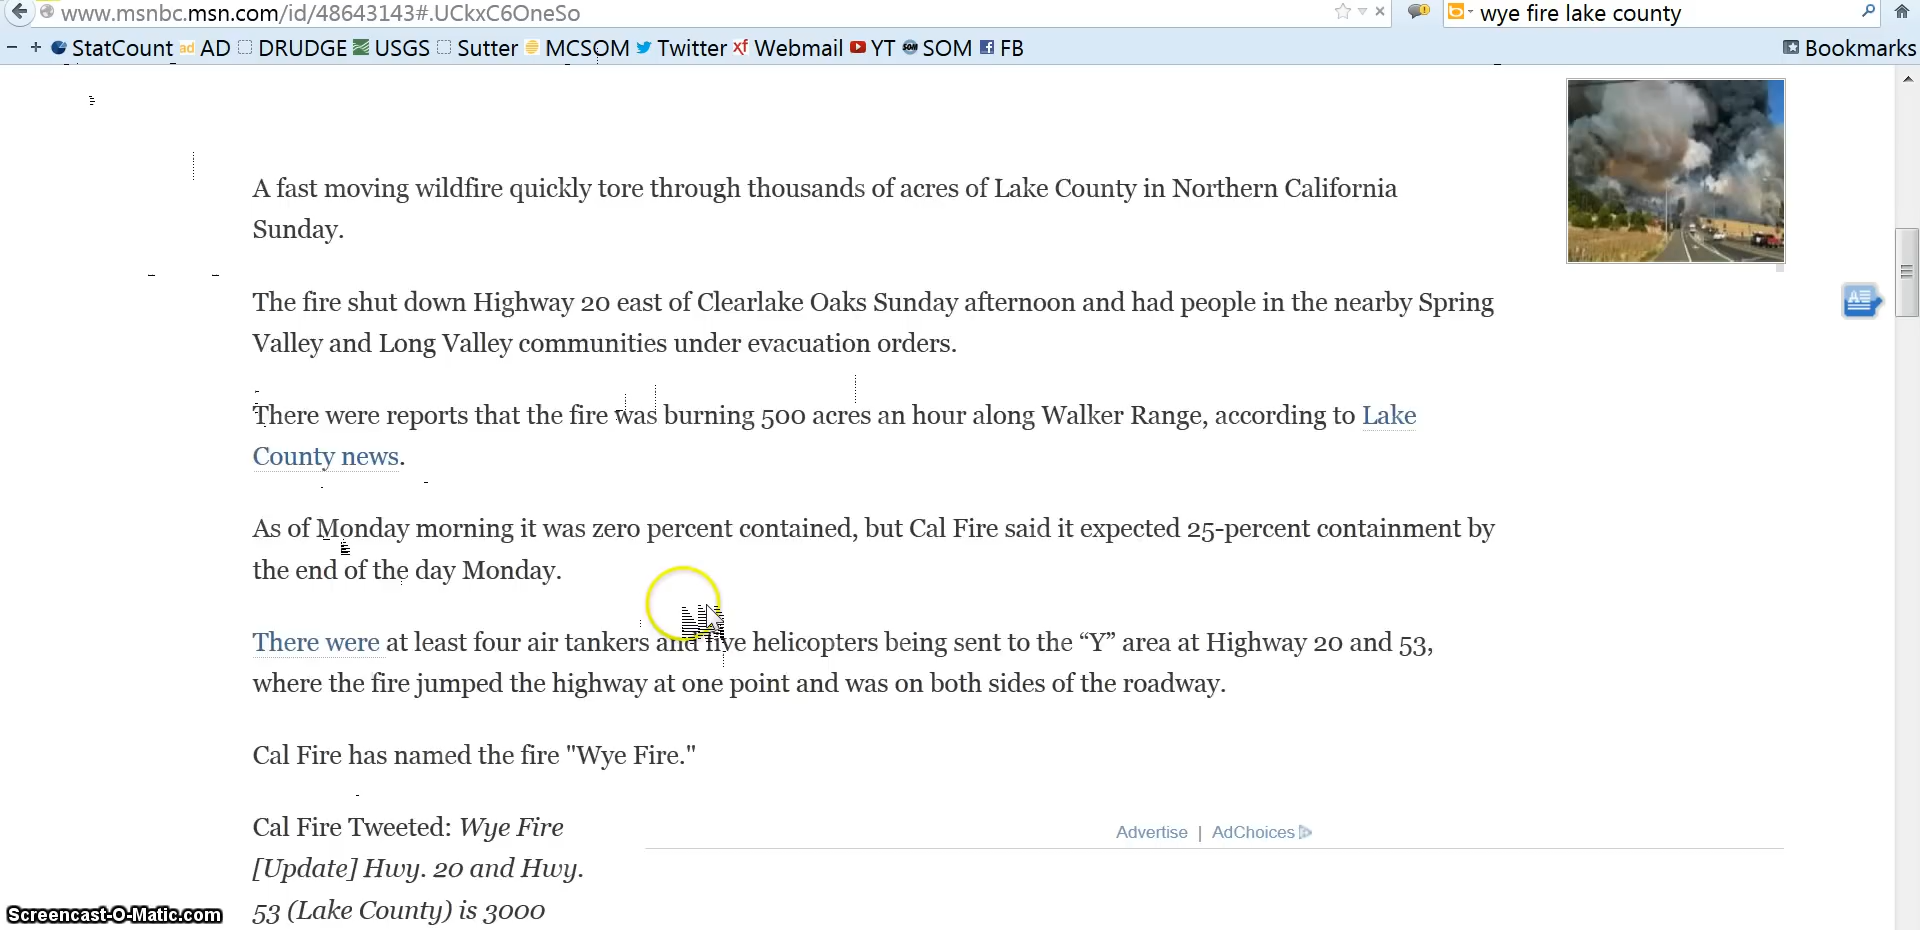 www.msnbc.msn.com/id/48643143#.UCkxC6OneSo
wye fire lake county
StatCount AD DRUDGE USGS Sutter MCSOM Twitter Webmail YT SOM FB Bookmarks
A fast moving wildfire quickly tore through thousands of acres of Lake County in Northern California
Sunday.
The fire shut down Highway 20 east of Clearlake Oaks Sunday afternoon and had people in the nearby Spring
Valley and Long Valley communities under evacuation orders.
There were reports that the fire was burning 500 acres an hour along Walker Range, according to Lake
County news.
As of Monday morning it was zero percent contained, but Cal Fire said it expected 25-percent containment by
the end of the day Monday.
There were at least four air tankers and five helicopters being sent to the “Y” area at Highway 20 and 53,
where the fire jumped the highway at one point and was on both sides of the roadway.
Cal Fire has named the fire "Wye Fire."
Cal Fire Tweeted: Wye Fire
[Update] Hwy. 20 and Hwy.
53 (Lake County) is 3000
Advertise | AdChoices
Screencast-O-Matic.com